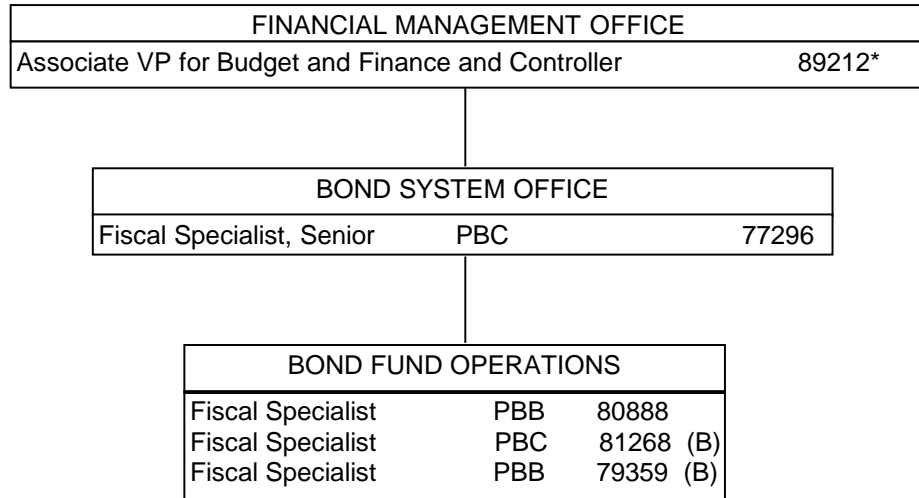 FINANCIAL MANAGEMENT OFFICE
Associate VP for Budget and Finance and Controller 89212*
BOND SYSTEM OFFICE
Fiscal Specialist, Senior PBC 77296
BOND FUND OPERATIONS
Fiscal Specialist PBB 80888
Fiscal Specialist PBC 81268 (B)
Fiscal Specialist PBB 79359 (B)